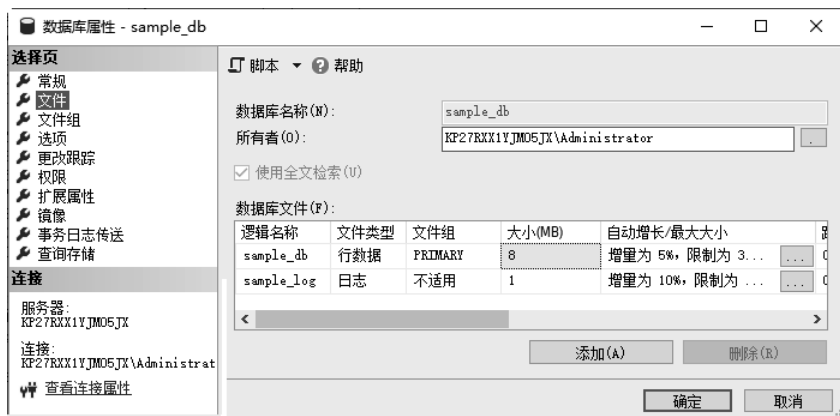 数据库属性 - sample_db
选择页
常规
文件
文件组
选项
更改跟踪
权限
扩展属性
镜像
事务日志传送
查询存储
连接
服务器:
KP27RXX1YJMO5JX
连接:
KP27RXX1YJMO5JX\Administrat
查看连接属性
脚本 帮助
数据库名称(N): sample_db
所有者(O): KP27RXX1YJMO5JX\Administrator
使用全文检索(U)
数据库文件(F):
逻辑名称 文件类型 文件组 大小(MB) 自动增长/最大大小
sample_db 行数据 PRIMARY 8 增量为 5%，限制为 3... ...
sample_log 日志 不适用 1 增量为 10%，限制为 ... ...
添加(A) 删除(R)
确定 取消